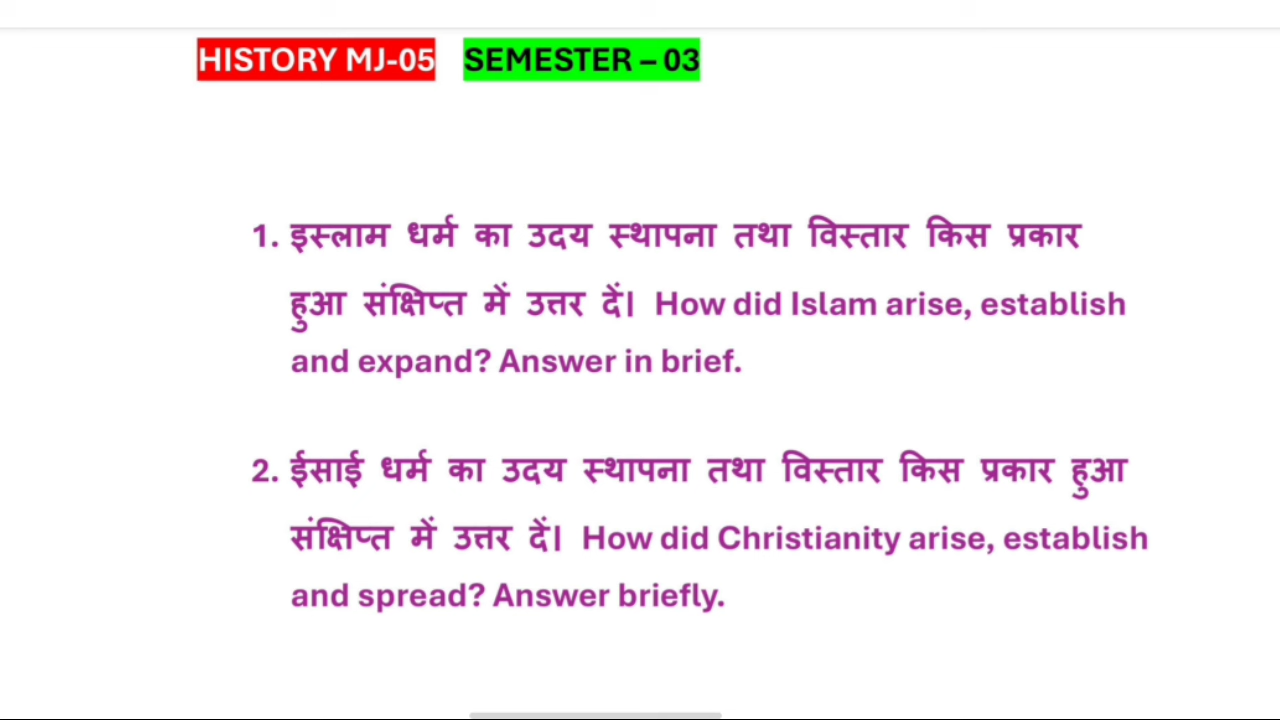 HISTORY MJ-05 SEMESTER – 03
1. इस्लाम धर्म का उदय स्थापना तथा विस्तार किस प्रकार
हुआ संक्षिप्त में उत्तर दें। How did Islam arise, establish
and expand? Answer in brief.
2. ईसाई धर्म का उदय स्थापना तथा विस्तार किस प्रकार हुआ
संक्षिप्त में उत्तर दें। How did Christianity arise, establish
and spread? Answer briefly.